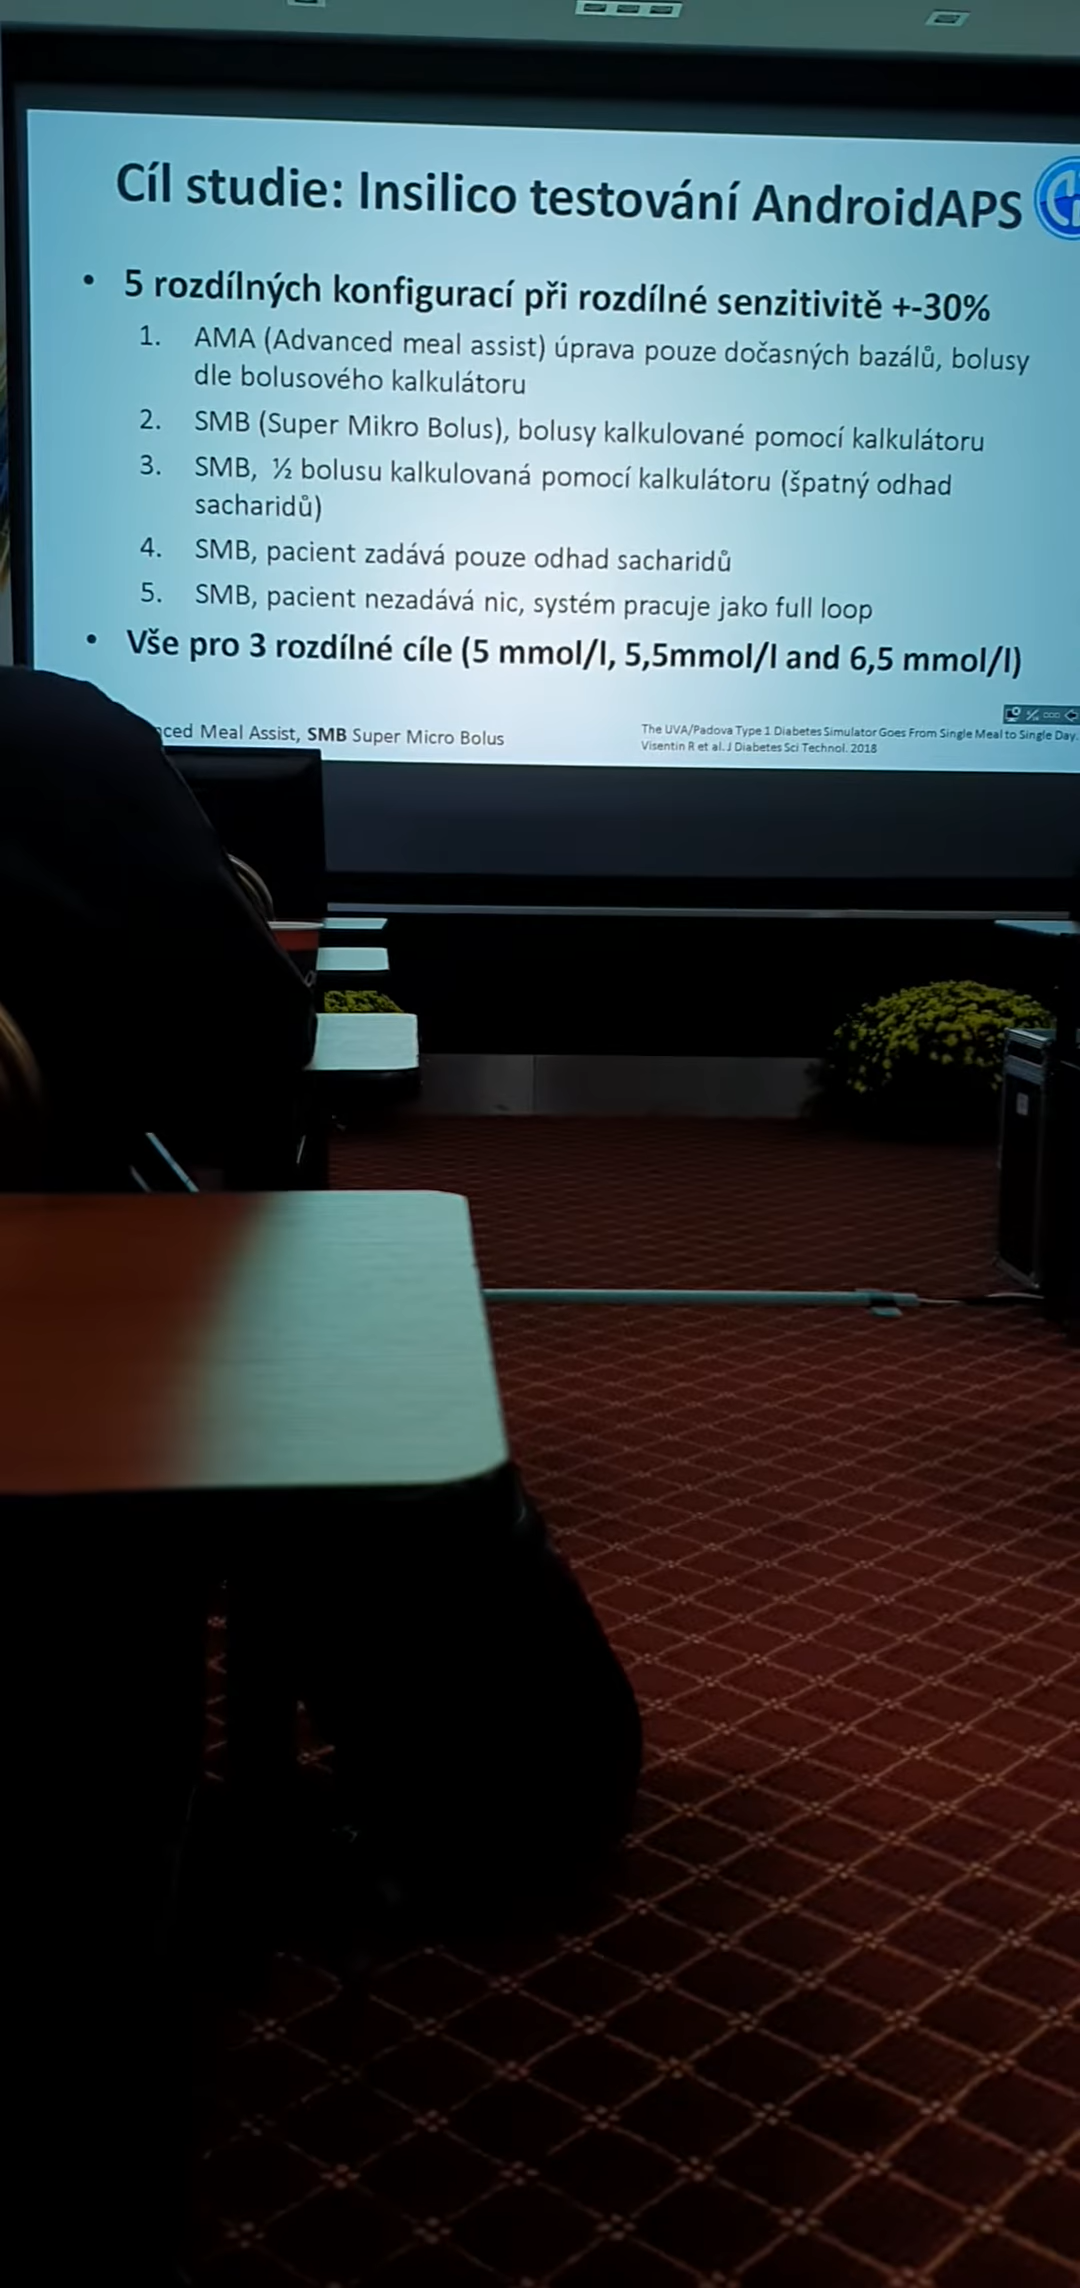 Cíl studie: Insilico testování AndroidAPS
• 5 rozdílných konfigurací při rozdílné senzitivitě +-30%
1. AMA (Advanced meal assist) úprava pouze dočasných bazálů, bolusy
dle bolusového kalkulátoru
2. SMB (Super Mikro Bolus), bolusy kalkulované pomocí kalkulátoru
3. SMB, ½ bolusu kalkulovaná pomocí kalkulátoru (špatný odhad
sacharidů)
4. SMB, pacient zadává pouze odhad sacharidů
5. SMB, pacient nezadává nic, systém pracuje jako full loop
• Vše pro 3 rozdílné cíle (5 mmol/l, 5,5mmol/l and 6,5 mmol/l)
Meal Assist, SMB Super Micro Bolus
The UVA/Padova Type 1 Diabetes Simulator Goes From Single Meal to Single Day.
Visentin R et al. J Diabetes Sci Technol. 2018